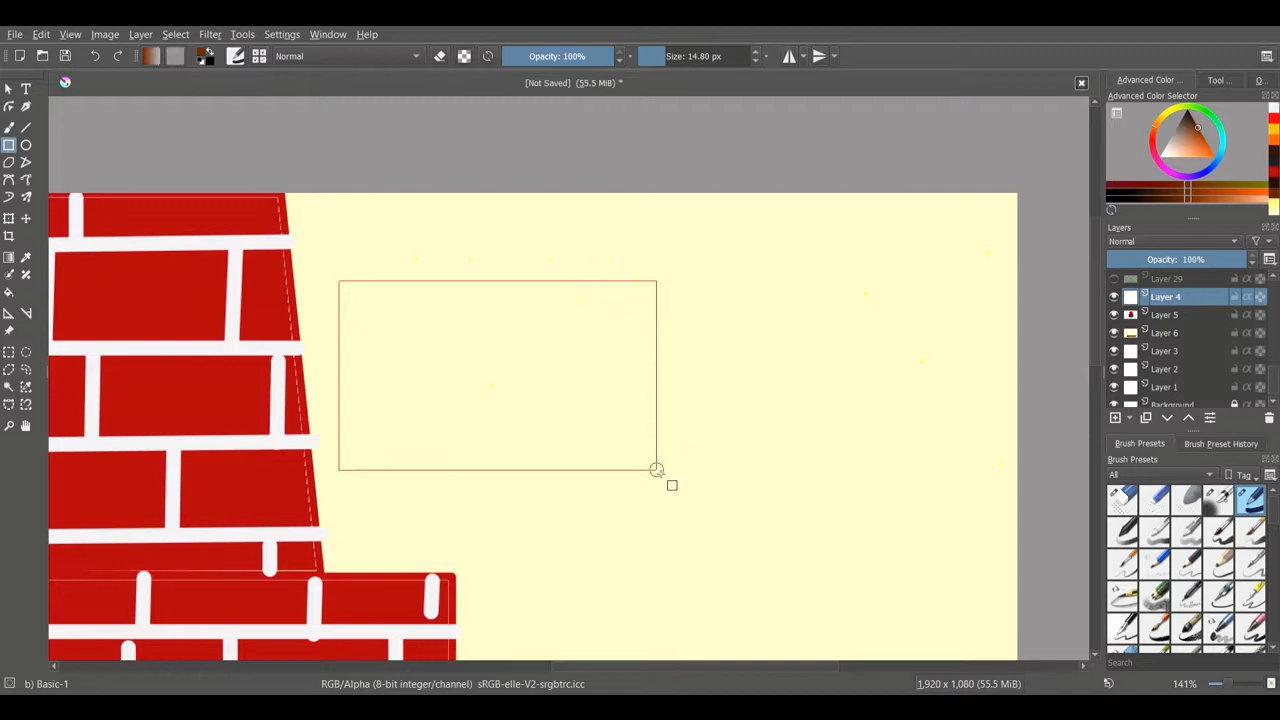 File Edit View Image Layer Select Filter Tools Settings Window Help
Normal Opacity: 100% Size: 14.80 px
[Not Saved] (55.5 MiB) *
Advanced Color ... Tool ... O...
Advanced Color Selector
Layers
Normal
Opacity: 100%
Layer 29
Layer 4
Layer 5
Layer 6
Layer 3
Layer 2
Layer 1
Background
Brush Presets Brush Preset History
Brush Presets
All Tag
Search
b) Basic-1 RGB/Alpha (8-bit integer/channel) sRGB-elle-V2-srgbtrc.icc 1,920 x 1,080 (55.5 MiB) 141%